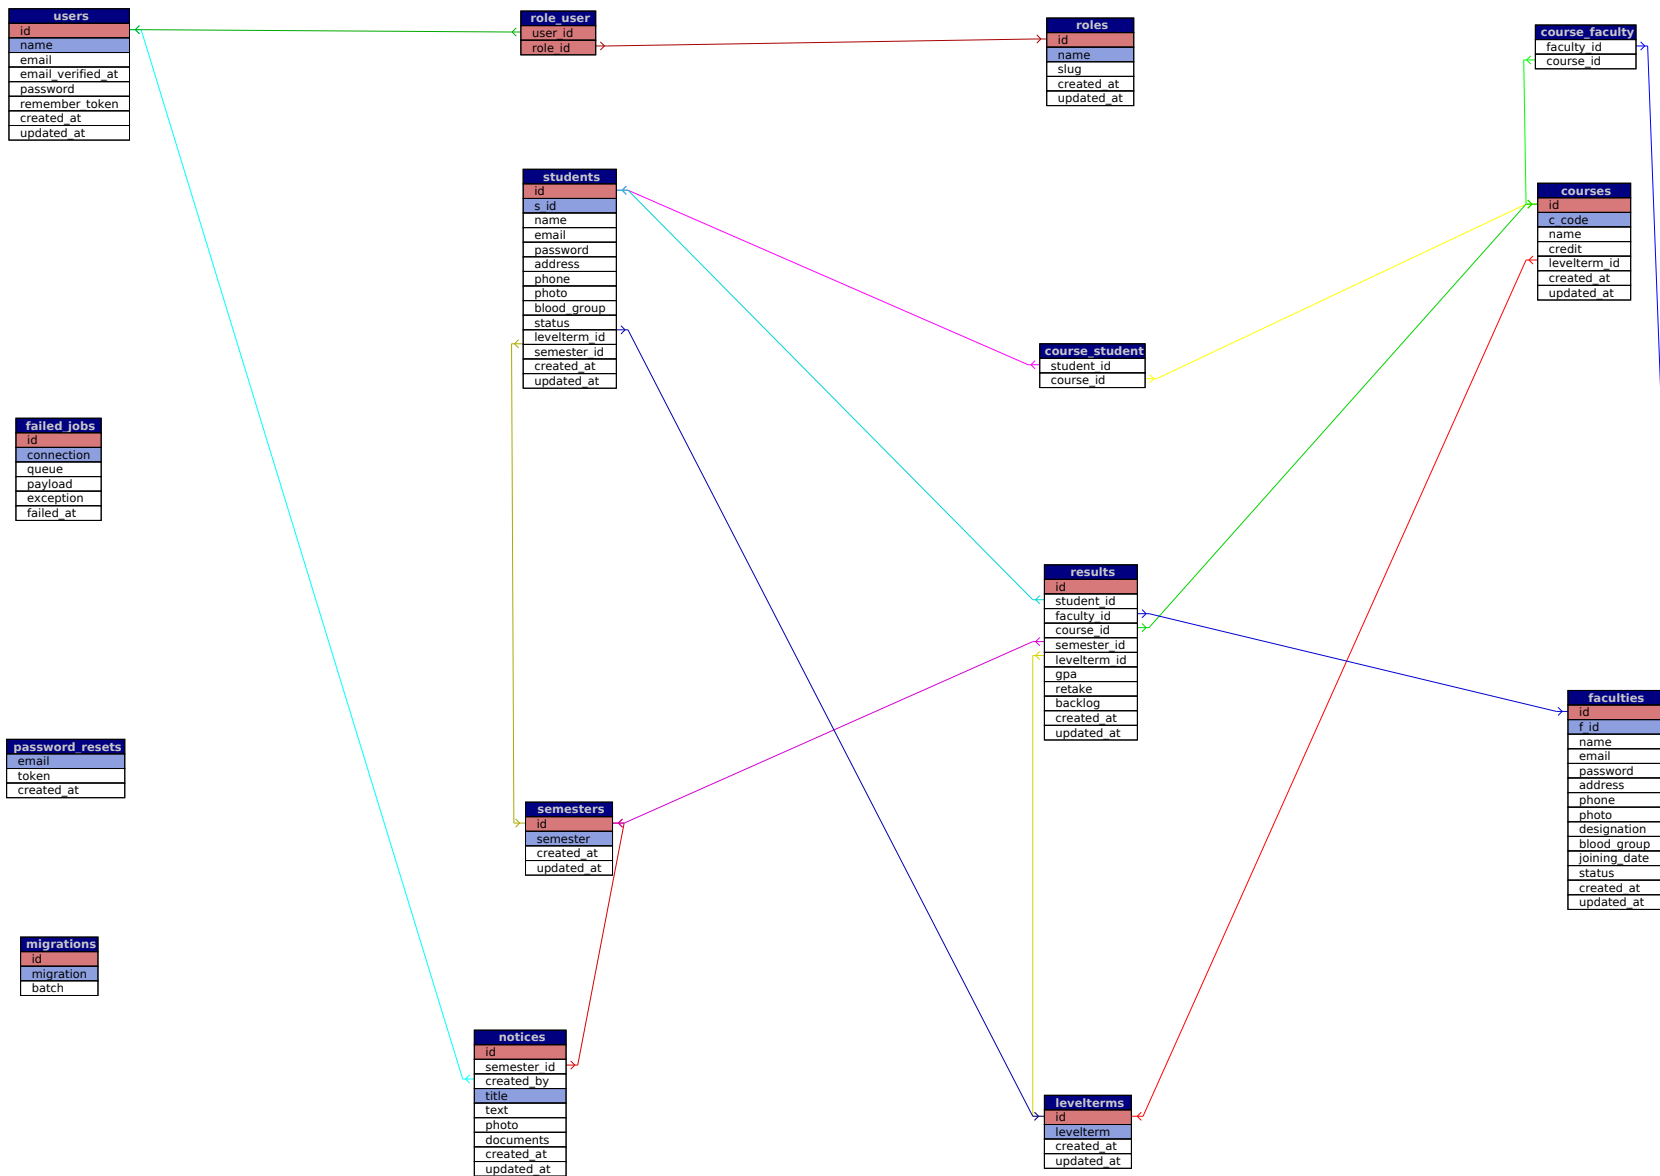 users
id
name
email
email_verified_at
password
remember_token
created_at
updated_at
role_user
user_id
role_id
roles
id
name
slug
created_at
updated_at
course_faculty
faculty_id
course_id
students
id
s_id
name
email
password
address
phone
photo
blood_group
status
levelterm_id
semester_id
created_at
updated_at
courses
id
c_code
name
credit
levelterm_id
created_at
updated_at
course_student
student_id
course_id
failed_jobs
id
connection
queue
payload
exception
failed_at
results
id
student_id
faculty_id
course_id
semester_id
levelterm_id
gpa
retake
backlog
created_at
updated_at
faculties
id
f_id
name
email
password
address
phone
photo
designation
blood_group
joining_date
status
created_at
updated_at
password_resets
email
token
created_at
semesters
id
semester
created_at
updated_at
migrations
id
migration
batch
notices
id
semester_id
created_by
title
text
photo
documents
created_at
updated_at
levelterms
id
levelterm
created_at
updated_at